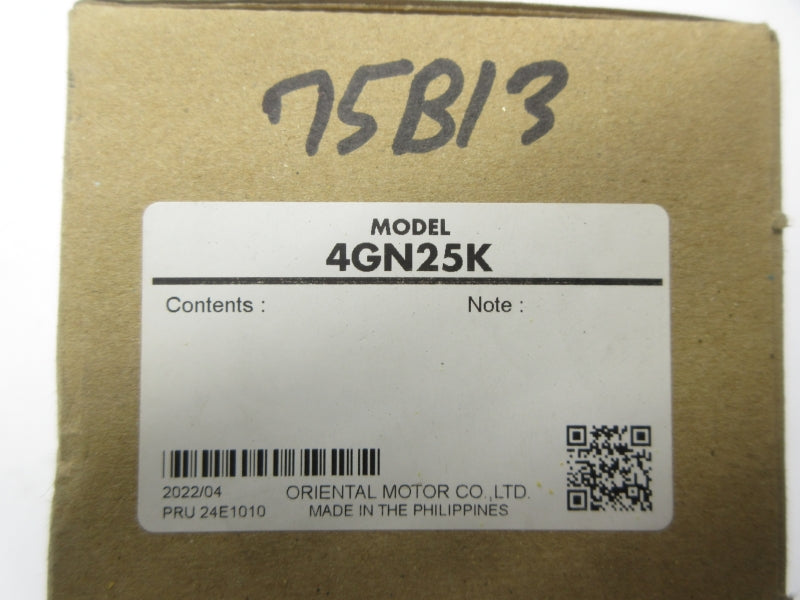 75B13
MODEL
4GN25K
Contents :
Note :
2022/04
ORIENTAL MOTOR CO.,LTD.
PRU 24E1010
MADE IN THE PHILIPPINES